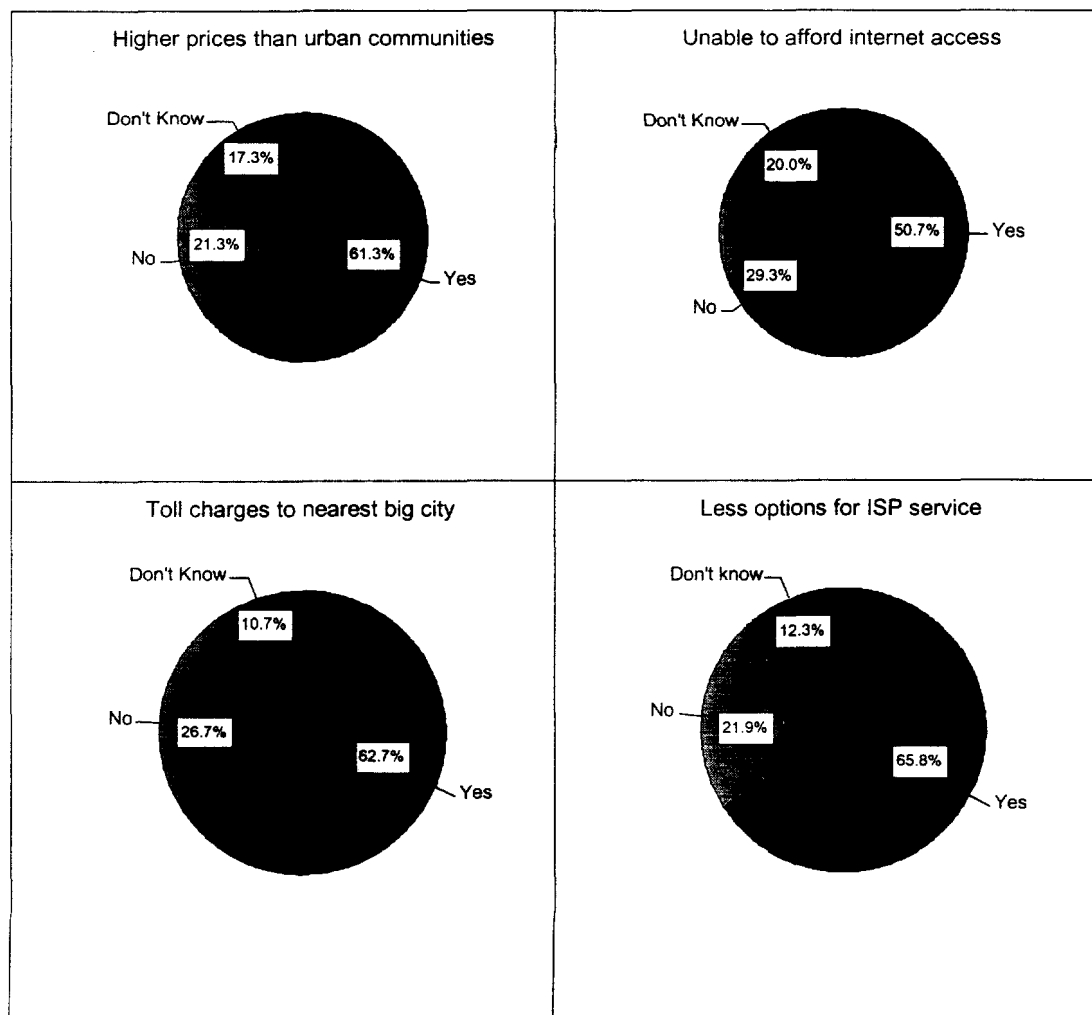 Higher prices than urban communities
Don't Know
17.3%
No
21.3%
61.3%
Yes
Unable to afford internet access
Don't Know
20.0%
50.7%
Yes
29.3%
No
Toll charges to nearest big city
Don't Know
10.7%
No
26.7%
62.7%
Yes
Less options for ISP service
Don't know
12.3%
No
21.9%
65.8%
Yes